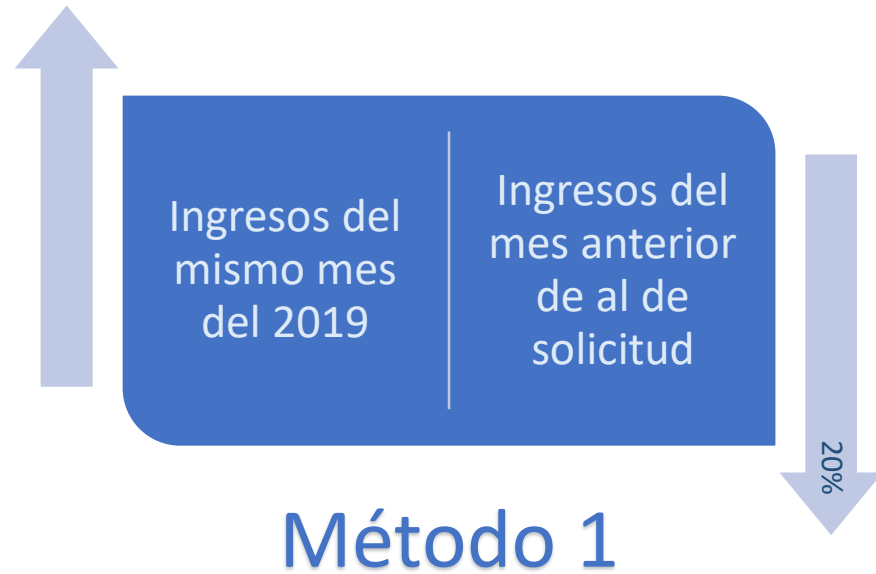 Ingresos del
mismo mes
del 2019
Ingresos del
mes anterior
de al de
solicitud
20%
Método 1